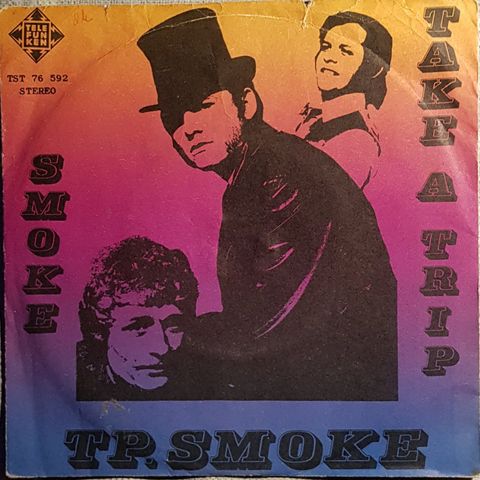 TELE
FUN
KEN
TST 76 592
STEREO
SMOKE
TAKE A TRIP
TP. SMOKE